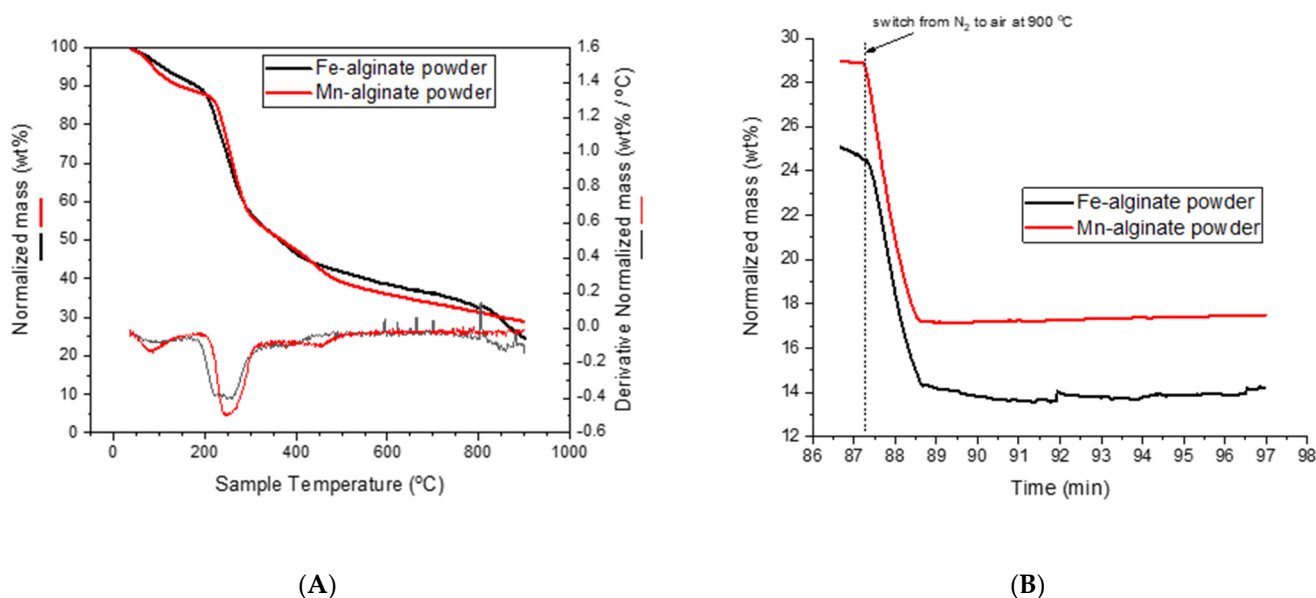 switch from N₂ to air at 900 °C
100
90
80
70
60
50
40
30
20
10
0
Normalized mass (wt%)
Fe-alginate powder
Mn-alginate powder
1.6
1.4
1.2
1.0
0.8
0.6
0.4
0.2
0.0
-0.2
-0.4
-0.6
Derivative Normalized mass (wt% / ºC)
0 200 400 600 800 1000
Sample Temperature (ºC)
30
28
26
24
22
20
18
16
14
12
Normalized mass (wt%)
Fe-alginate powder
Mn-alginate powder
86 87 88 89 90 91 92 93 94 95 96 97 98
Time (min)
(A)
(B)